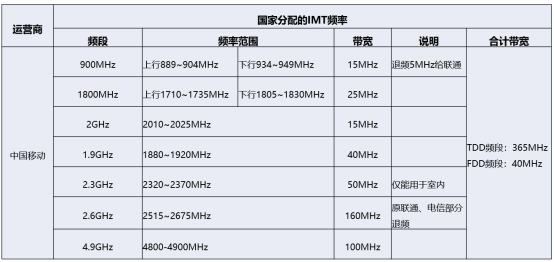 运营商
国家分配的IMT频率
频段 频率范围 带宽 说明 合计带宽
中国移动
900MHz 上行889~904MHz 下行934~949MHz 15MHz 退频5MHz给联通
1800MHz 上行1710~1735MHz 下行1805~1830MHz 25MHz
2GHz 2010~2025MHz 15MHz
1.9GHz 1880~1920MHz 40MHz
2.3GHz 2320~2370MHz 50MHz 仅能用于室内
2.6GHz 2515~2675MHz 160MHz 原联通、电信部分
退频
4.9GHz 4800-4900MHz 100MHz
TDD频段：365MHz
FDD频段：40MHz